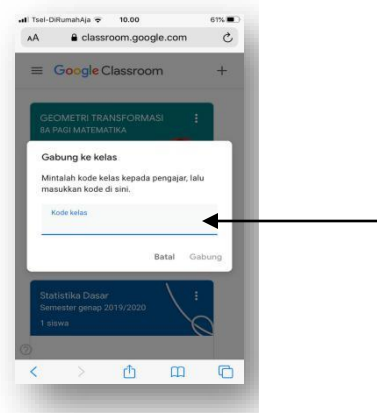 Tsel-DiRumahAja 10.00 61%
AA classroom.google.com
Google Classroom
GEOMETRI TRANSFORMASI
8A PAGI MATEMATIKA
Gabung ke kelas
Mintalah kode kelas kepada pengajar, lalu
masukkan kode di sini.
Kode kelas
Batal Gabung
Statistika Dasar
Semester genap 2019/2020
1 siswa